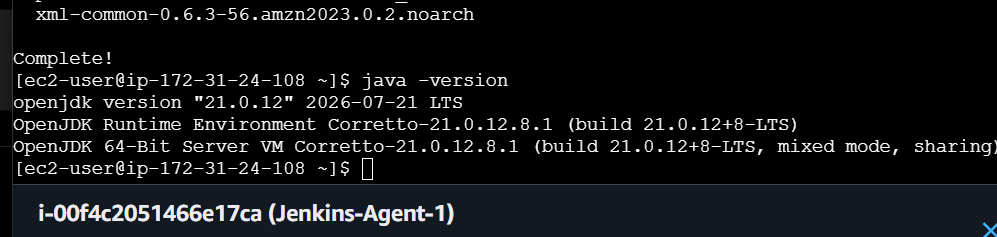 xml-common-0.6.3-56.amzn2023.0.2.noarch
Complete!
[ec2-user@ip-172-31-24-108 ~]$ java -version
openjdk version "21.0.12" 2026-07-21 LTS
OpenJDK Runtime Environment Corretto-21.0.12.8.1 (build 21.0.12+8-LTS)
OpenJDK 64-Bit Server VM Corretto-21.0.12.8.1 (build 21.0.12+8-LTS, mixed mode, sharing)
[ec2-user@ip-172-31-24-108 ~]$
i-00f4c2051466e17ca (Jenkins-Agent-1)